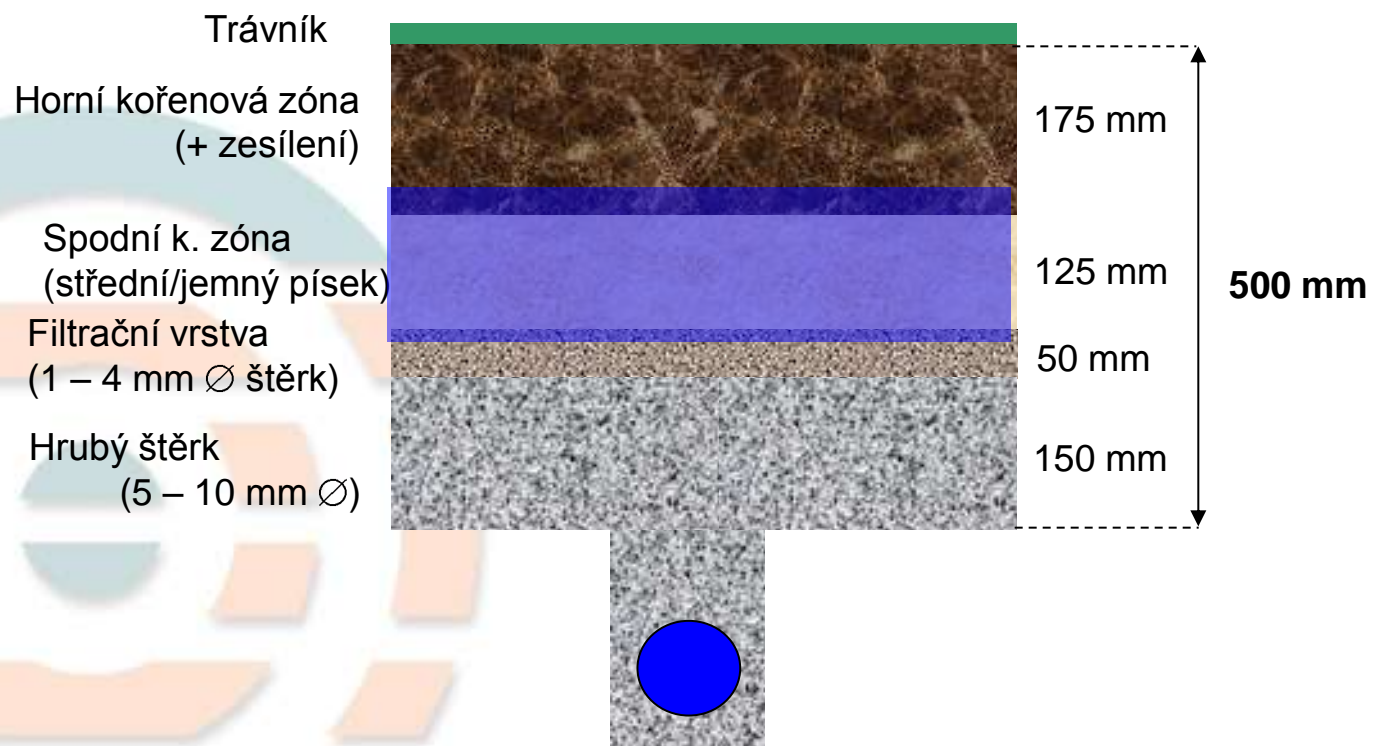 Trávník
Horní kořenová zóna
(+ zesílení)
175 mm
Spodní k. zóna
(střední/jemný písek)
125 mm
500 mm
Filtrační vrstva
(1 – 4 mm ∅ štěrk)
50 mm
Hrubý štěrk
(5 – 10 mm ∅)
150 mm